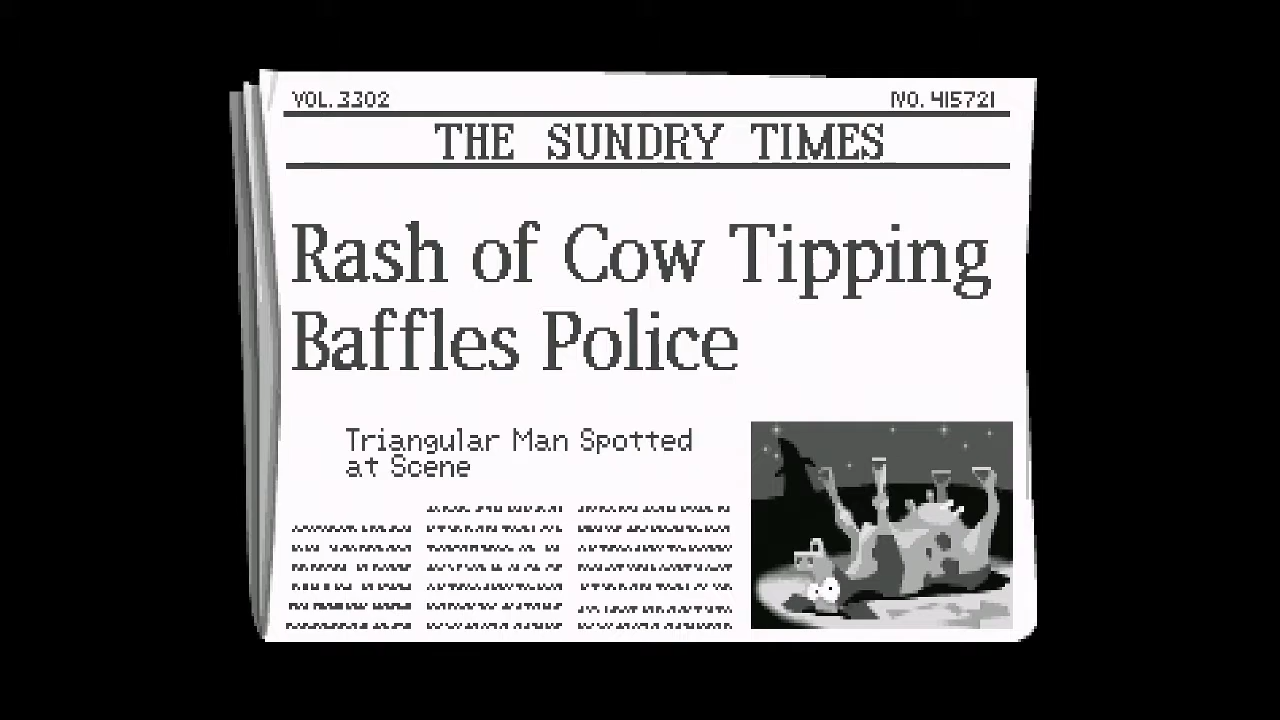 VOL. 3302 NO. 415721
THE SUNDRY TIMES
Rash of Cow Tipping
Baffles Police
Triangular Man Spotted
at Scene